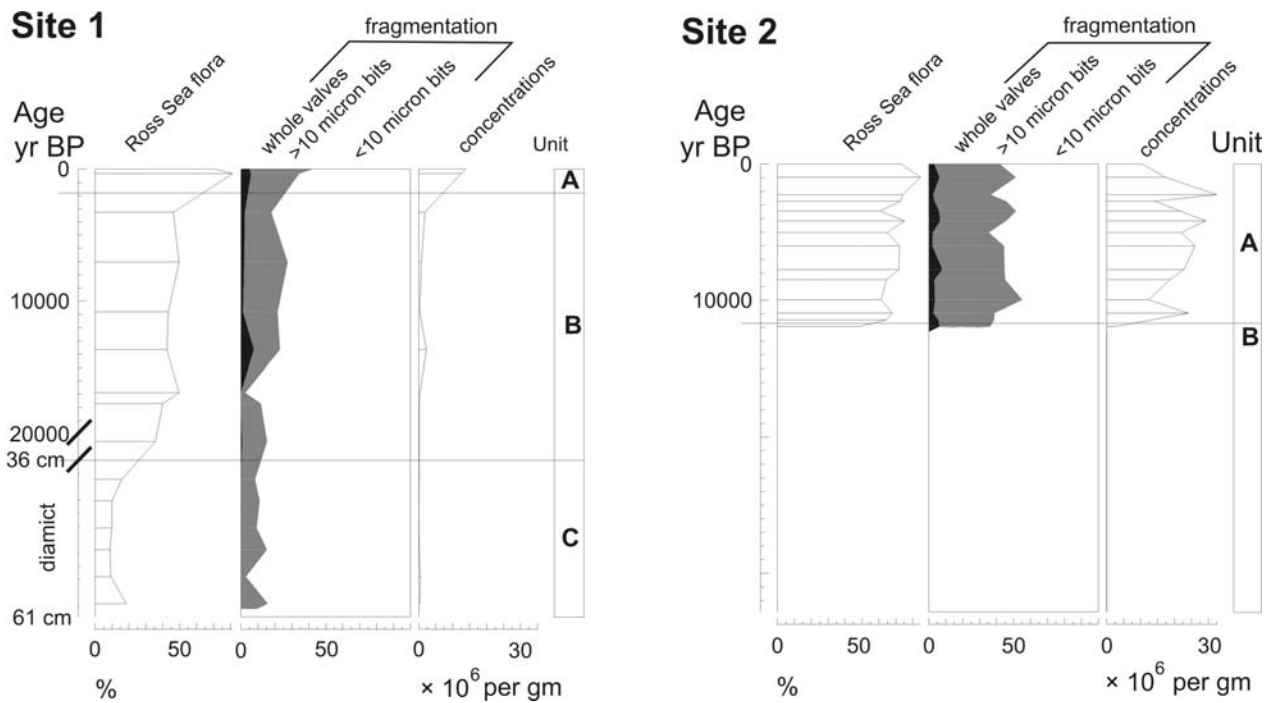 Site 1
fragmentation
Age
yr BP
Ross Sea flora
whole valves
>10 micron bits
<10 micron bits
concentrations
Unit
0
10000
20000
36 cm
diamict
61 cm
A
B
C
0 50
%
0 50
0 30
× 10⁶ per gm
Site 2
fragmentation
Age
yr BP
Ross Sea flora
whole valves
>10 micron bits
<10 micron bits
concentrations
Unit
0
10000
A
B
0 50
%
0 50
0 30
× 10⁶ per gm